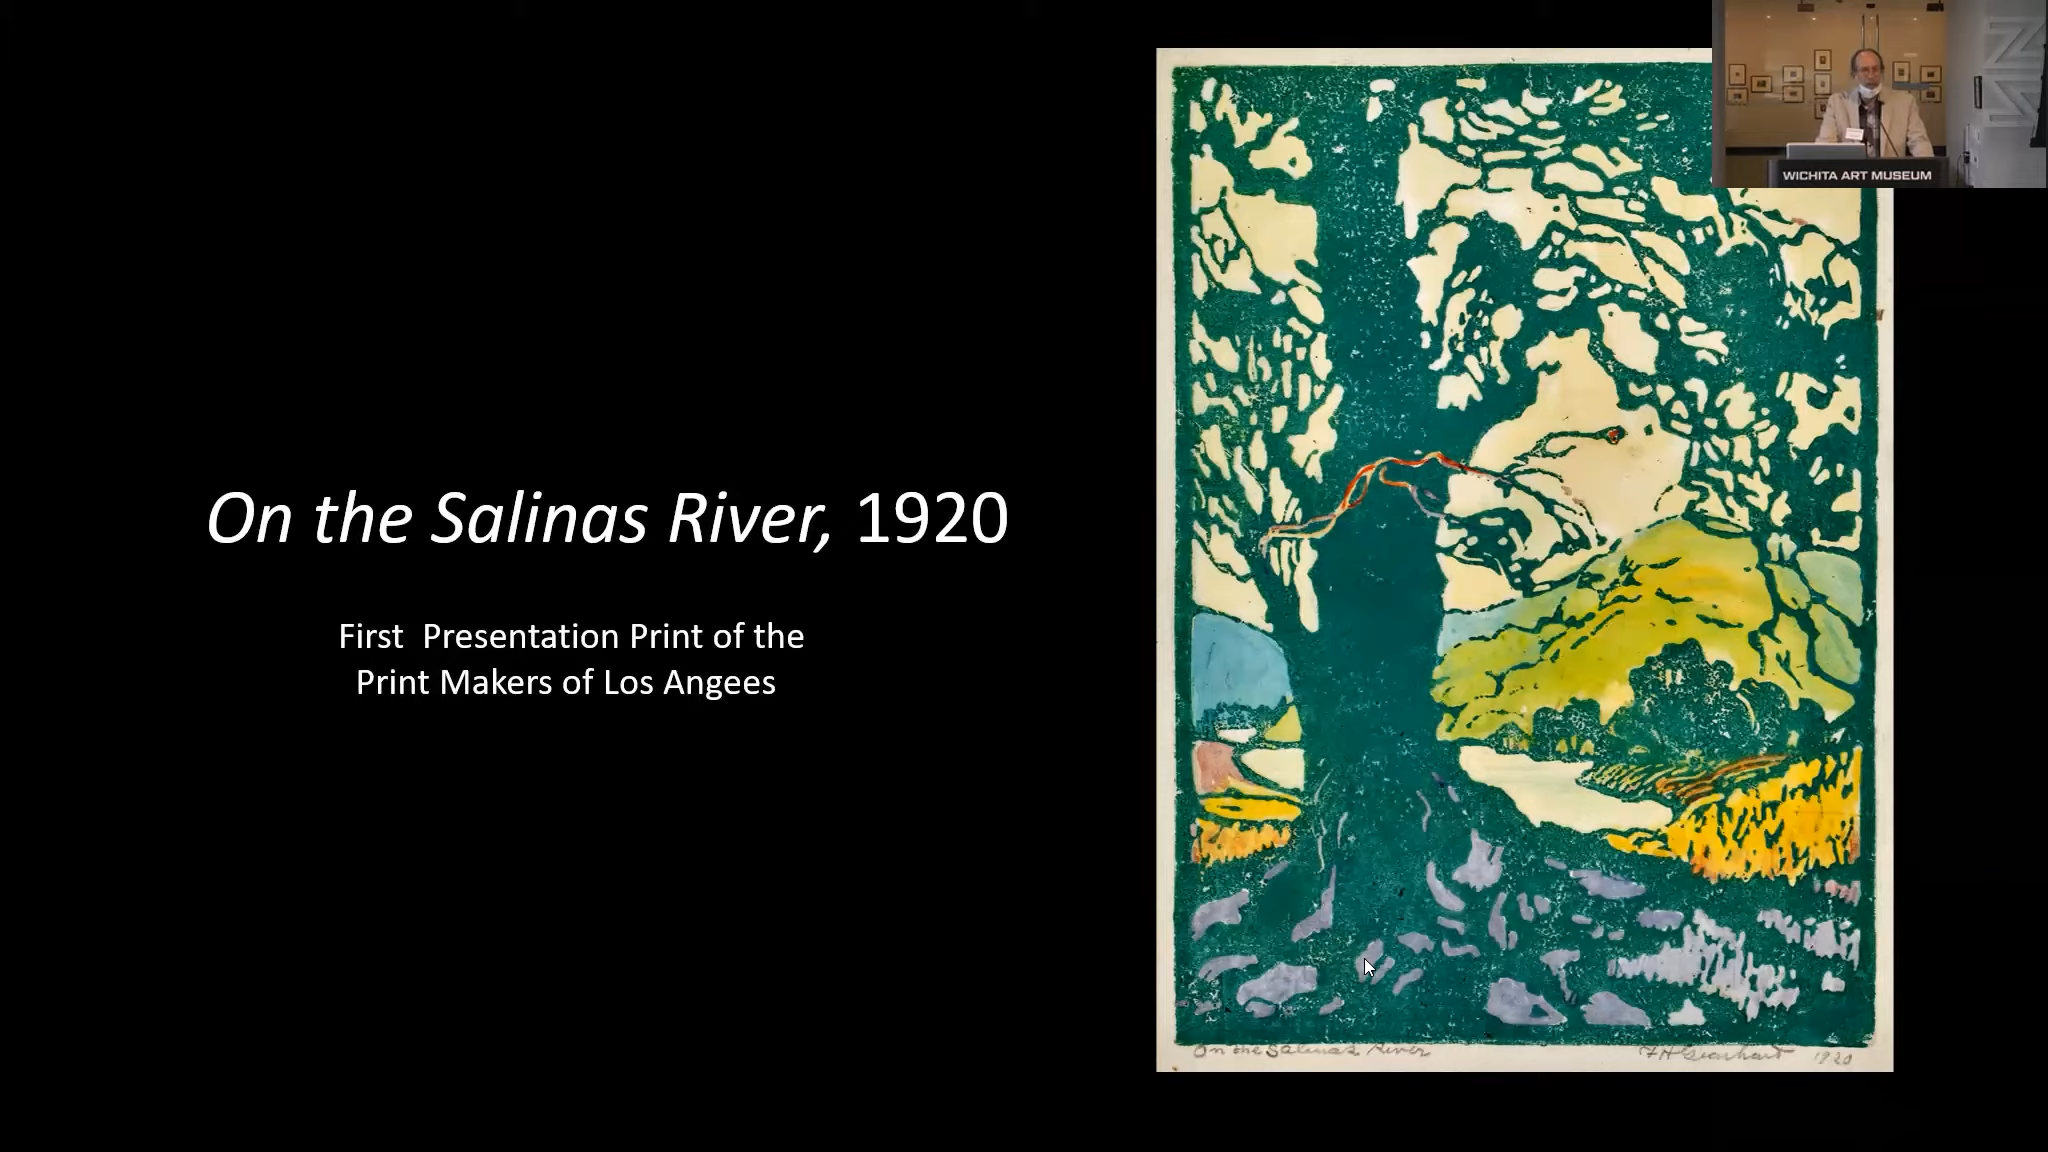 On the Salinas River, 1920
First Presentation Print of the
Print Makers of Los Angees
WICHITA ART MUSEUM
On the Salinas River
F H Gearhart 1920